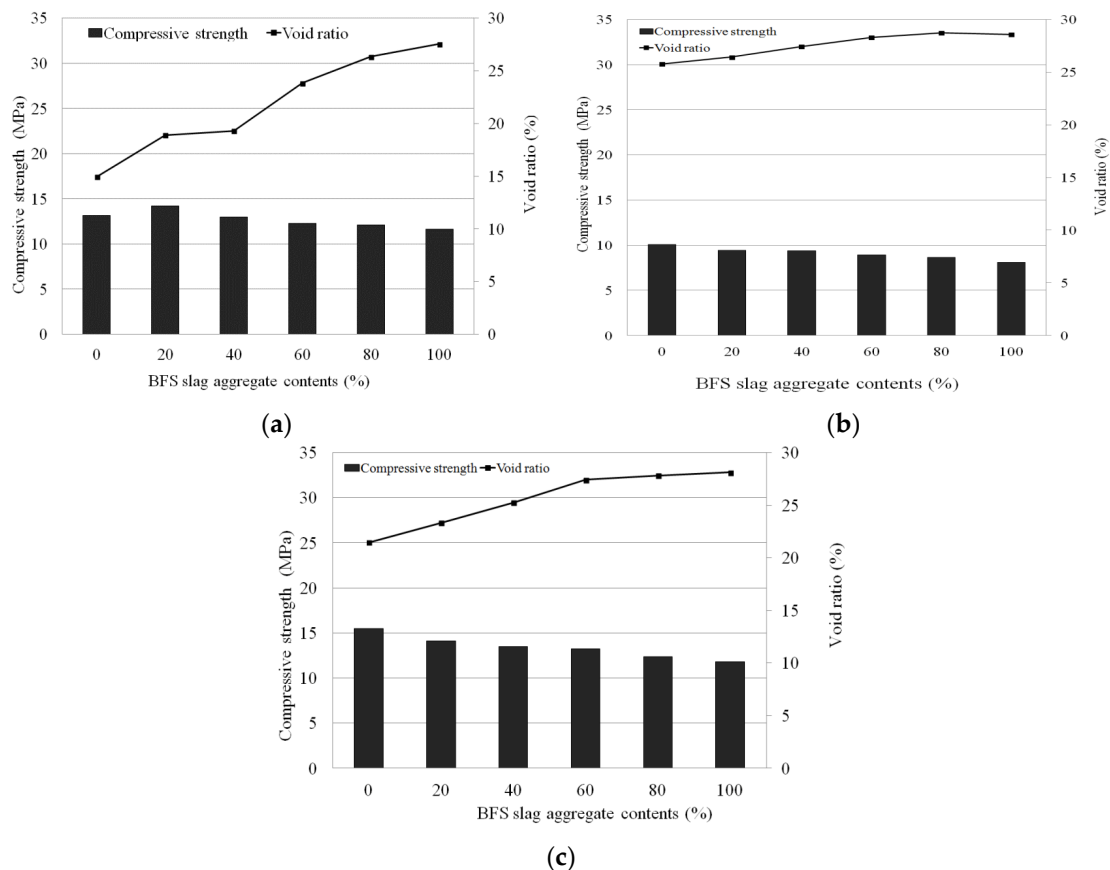 Compressive strength Void ratio
35
30
25
20
15
10
5
0
Compressive strength (MPa)
30
25
20
15
10
5
0
Void ratio (%)
0 20 40 60 80 100
BFS slag aggregate contents (%)
(a)
Compressive strength
Void ratio
35
30
25
20
15
10
5
0
Compressive strength (MPa)
30
25
20
15
10
5
0
Void ratio (%)
0 20 40 60 80 100
BFS slag aggregate contents (%)
(b)
Compressive strength Void ratio
35
30
25
20
15
10
5
0
Compressive strength (MPa)
30
25
20
15
10
5
0
Void ratio (%)
0 20 40 60 80 100
BFS slag aggregate contents (%)
(c)